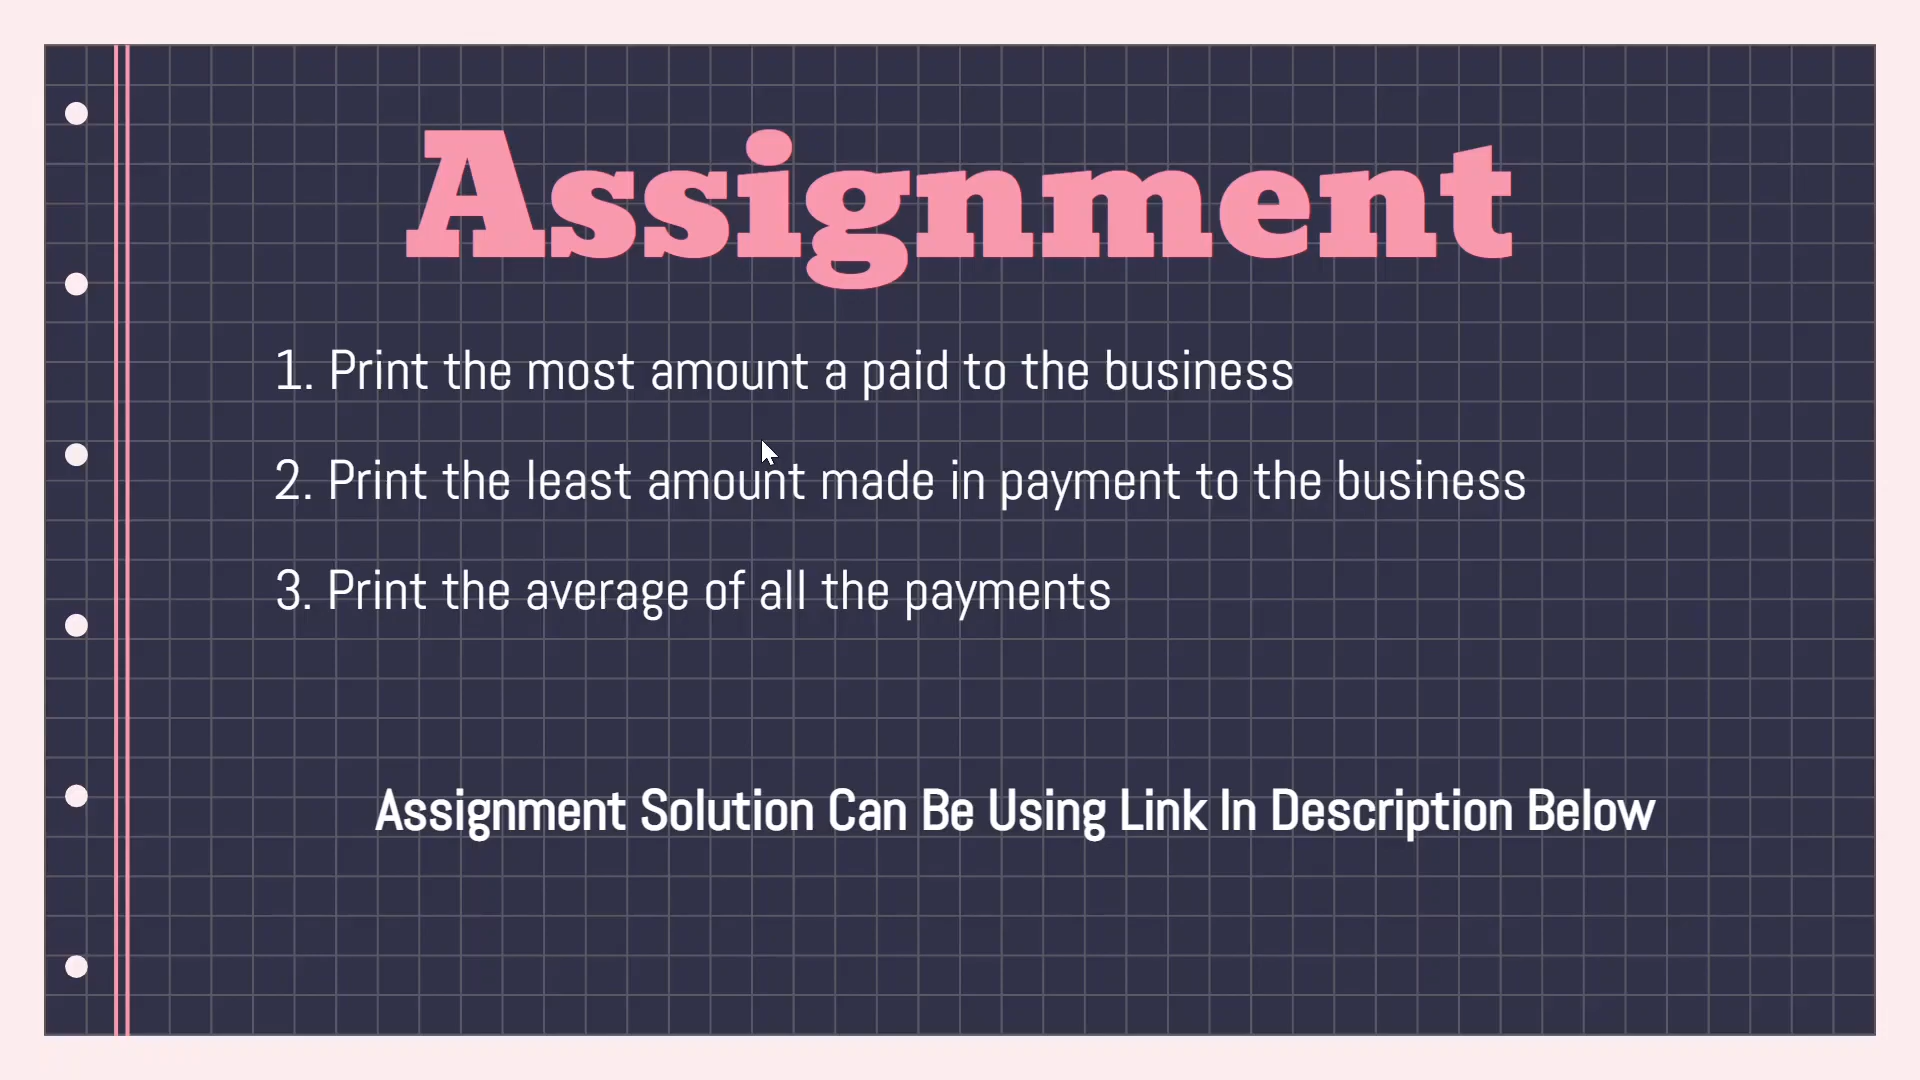 Assignment
1. Print the most amount a paid to the business
2. Print the least amount made in payment to the business
3. Print the average of all the payments
Assignment Solution Can Be Using Link In Description Below